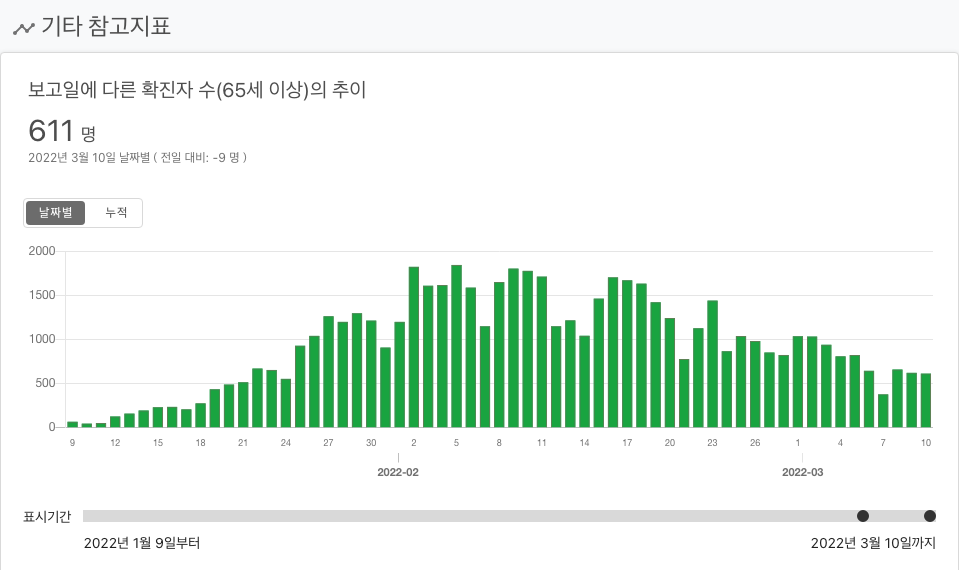 기타 참고지표
보고일에 다른 확진자 수(65세 이상)의 추이
611 명
2022년 3월 10일 날짜별 ( 전일 대비: -9 명 )
날짜별 누적
2000
1500
1000
500
0
9 12 15 18 21 24 27 30 2 5 8 11 14 17 20 23 26 1 4 7 10
2022-02 2022-03
표시기간
2022년 1월 9일부터 2022년 3월 10일까지